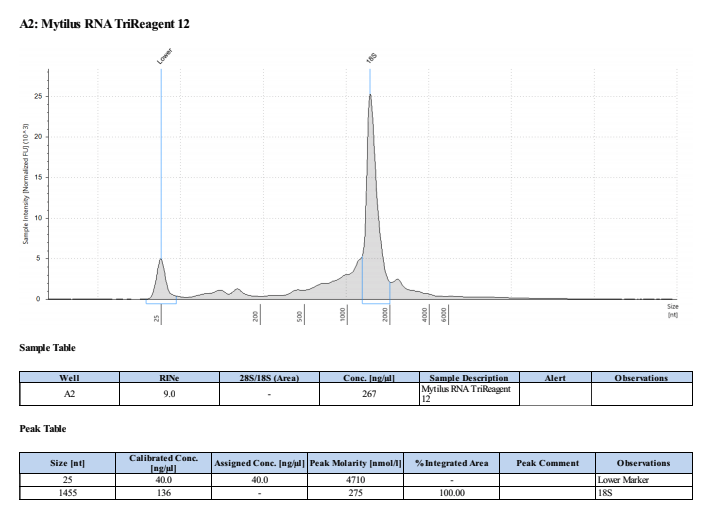 A2: Mytilus RNA TriReagent 12
Lower
18S
Sample Intensity [Normalized FU] (10^3)
25
20
15
10
5
0
25
200
500
1000
2000
4000
6000
Size
[nt]
Sample Table
Well RINe 28S/18S (Area) Conc. [ng/µl] Sample Description Alert Observations
A2 9.0 - 267 Mytilus RNA TriReagent
12
Peak Table
Size [nt] Calibrated Conc. [ng/µl] Assigned Conc. [ng/µl] Peak Molarity [nmol/l] % Integrated Area Peak Comment Observations
25 40.0 40.0 4710 - Lower Marker
1455 136 - 275 100.00 18S